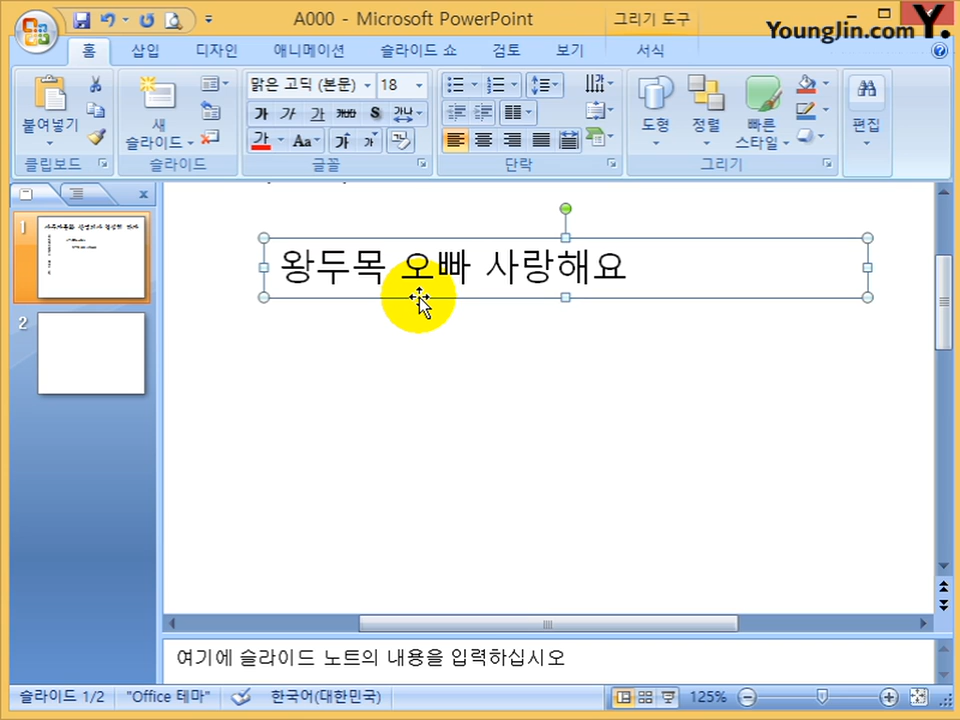 A000 - Microsoft PowerPoint
그리기 도구
YoungJin.com Y.
홈 삽입 디자인 애니메이션 슬라이드 쇼 검토 보기 서식
붙여넣기
클립보드
새 슬라이드
슬라이드
맑은 고딕 (본문) 18
가 가 가 가나
가 Aa 가 가
글꼴
단락
도형 정렬 빠른 스타일
그리기
편집
1
2
왕두목 오빠 사랑해요
여기에 슬라이드 노트의 내용을 입력하십시오
슬라이드 1/2 "Office 테마" 한국어(대한민국) 125%